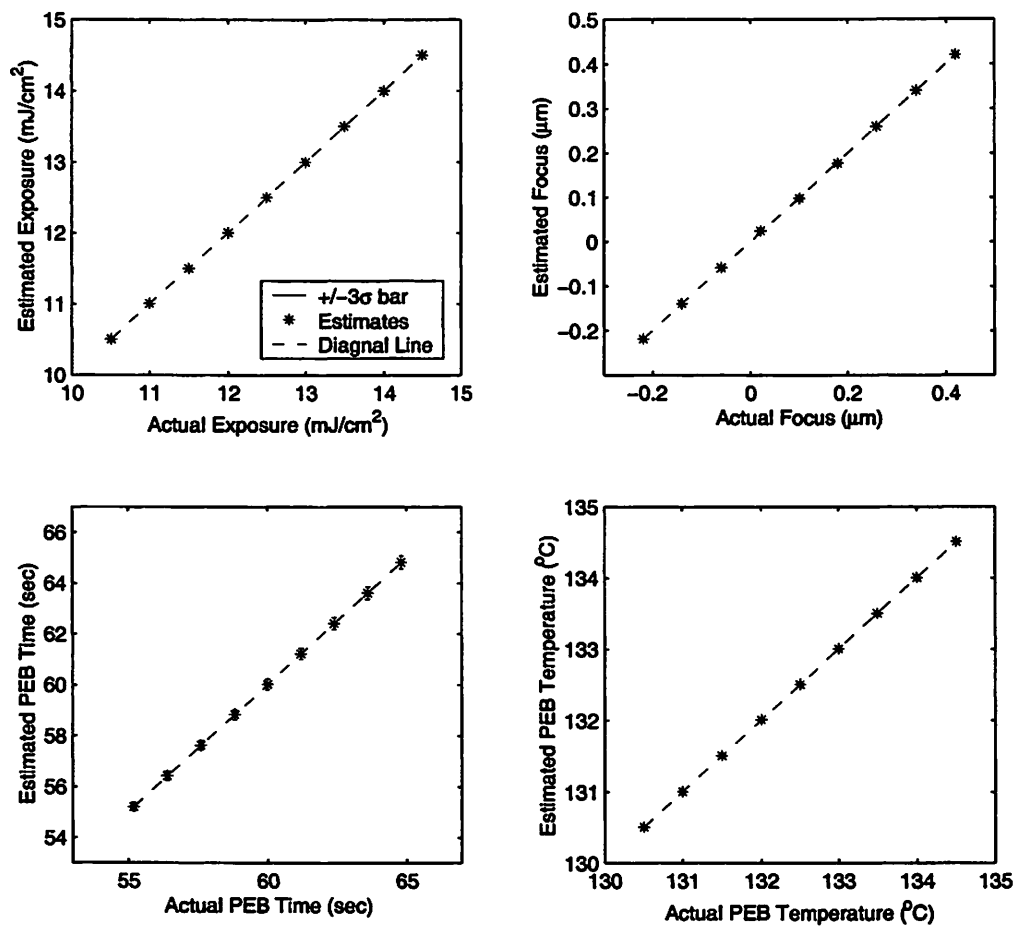 15
14
13
12
11
10
10 11 12 13 14 15
Estimated Exposure (mJ/cm²)
Actual Exposure (mJ/cm²)
+/−3σ bar
Estimates
Diagnal Line
0.5
0.4
0.3
0.2
0.1
0
−0.1
−0.2
−0.2 0 0.2 0.4
Estimated Focus (μm)
Actual Focus (μm)
66
64
62
60
58
56
54
55 60 65
Estimated PEB Time (sec)
Actual PEB Time (sec)
135
134
133
132
131
130
130 131 132 133 134 135
Estimated PEB Temperature (⁰C)
Actual PEB Temperature (⁰C)